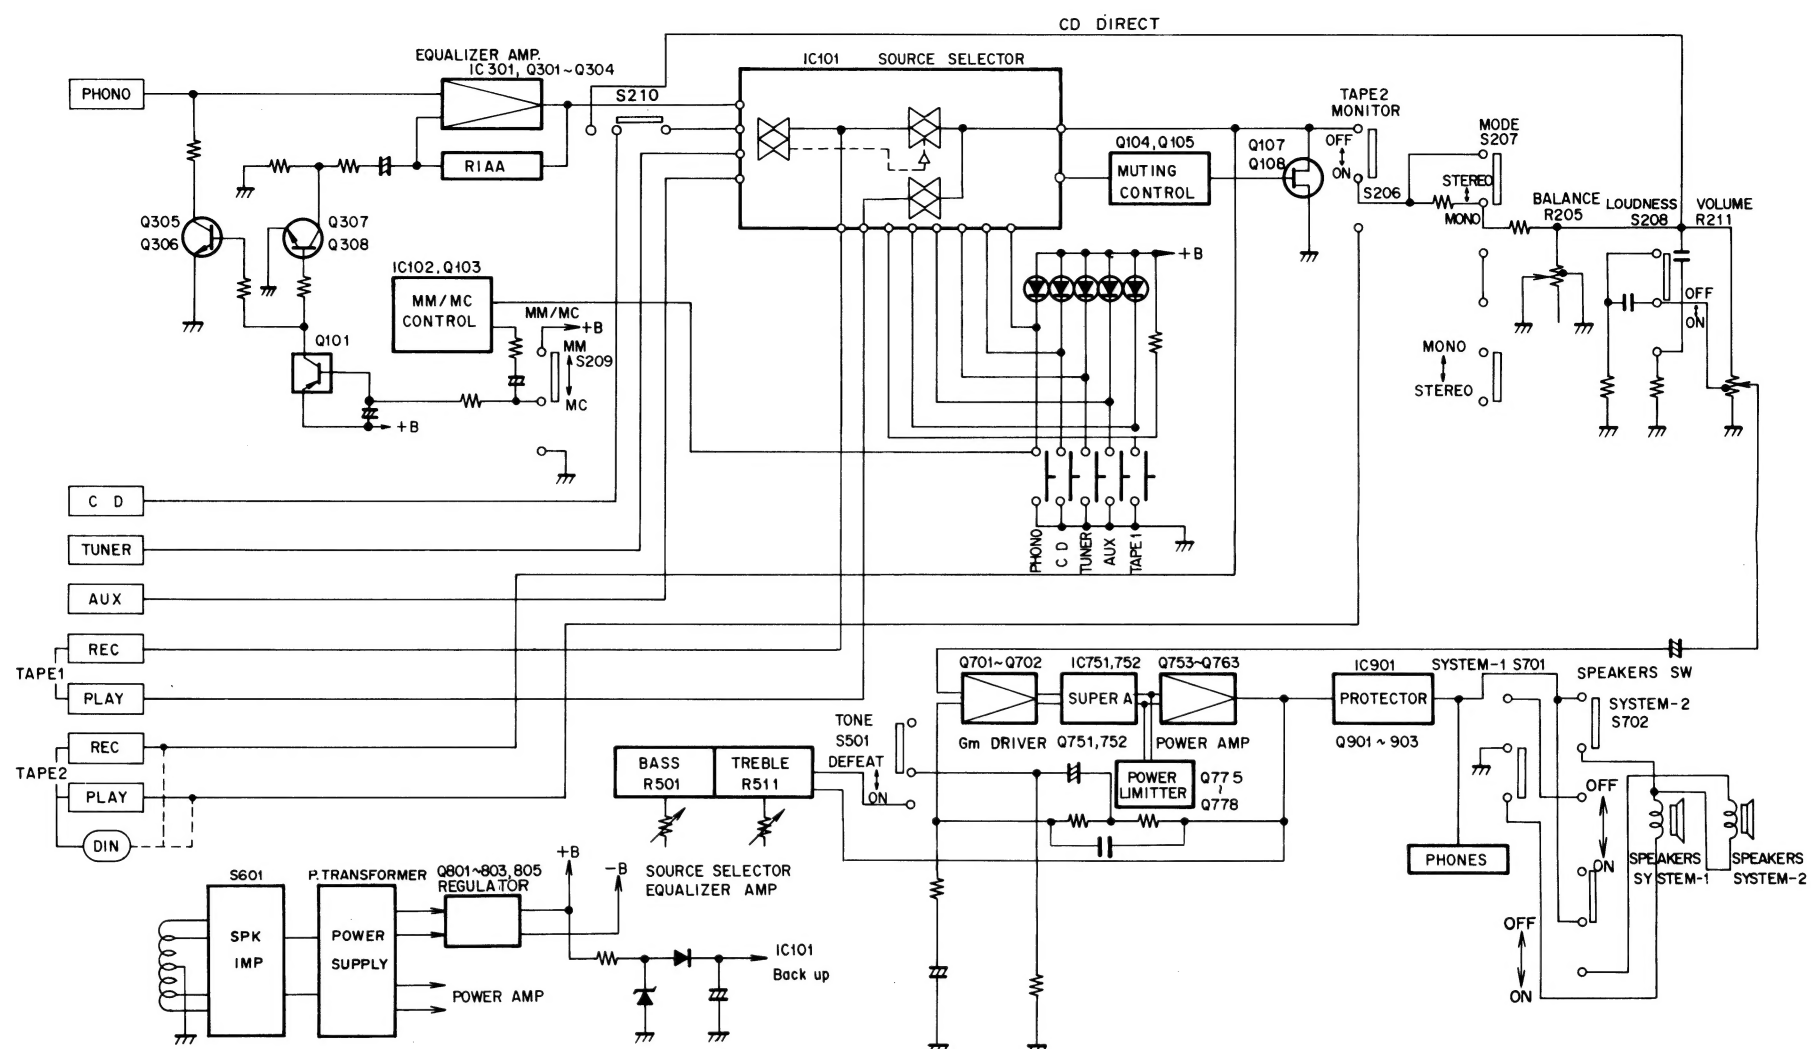 CD DIRECT
EQUALIZER AMP.
IC301, Q301~Q304
IC101 SOURCE SELECTOR
PHONO
S210
TAPE2
MONITOR
OFF
ON
S206
MODE
S207
STEREO
MONO
Q104, Q105
MUTING
CONTROL
Q107
Q108
RIAA
BALANCE
R205
LOUDNESS
S208
VOLUME
R211
Q305
Q306
Q307
Q308
+B
IC102, Q103
MM/MC
CONTROL
MM/MC
+B
MM
S209
MC
Q101
+B
OFF
ON
MONO
STEREO
C D
TUNER
AUX
PHONO
C D
TUNER
AUX
TAPE1
REC
TAPE1
PLAY
REC
TAPE2
PLAY
DIN
Q701~Q702
IC751,752
Q753~Q763
IC901
SYSTEM-1 S701
SPEAKERS SW
SUPER A
PROTECTOR
SYSTEM-2
S702
Gm DRIVER
Q751,752
POWER AMP
Q901~903
TONE
S501
DEFEAT
ON
BASS
R501
TREBLE
R511
POWER
LIMITTER
Q775
~
Q778
OFF
ON
PHONES
SPEAKERS
SYSTEM-1
SPEAKERS
SYSTEM-2
OFF
ON
S601
P.TRANSFORMER
Q801~803,805
REGULATOR
+B
-B
SOURCE SELECTOR
EQUALIZER AMP
SPK
IMP
POWER
SUPPLY
POWER AMP
IC101
Back up